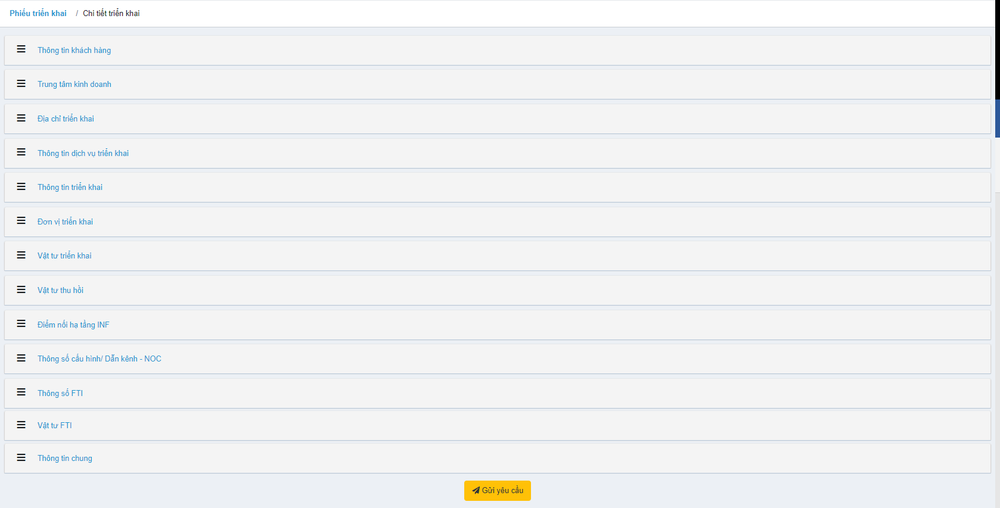 Phiếu triển khai / Chi tiết triển khai
Thông tin khách hàng
Trung tâm kinh doanh
Địa chỉ triển khai
Thông tin dịch vụ triển khai
Thông tin triển khai
Đơn vị triển khai
Vật tư triển khai
Vật tư thu hồi
Điểm nối hạ tầng INF
Thông số cấu hình/ Dẫn kênh - NOC
Thông số FTI
Vật tư FTI
Thông tin chung
Gửi yêu cầu